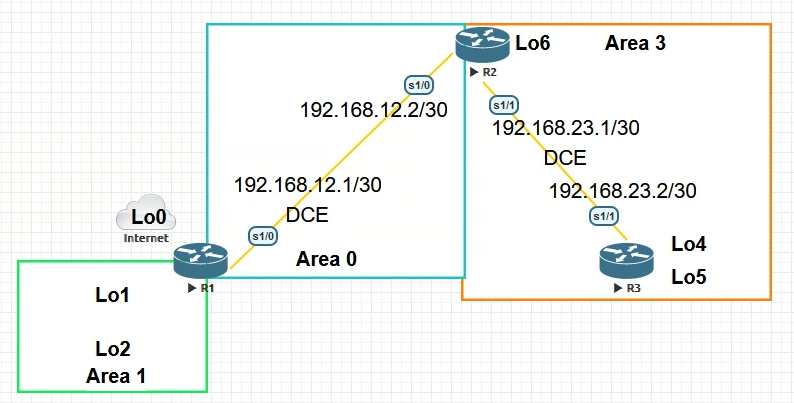 Lo6
Area 3
R2
s1/0
192.168.12.2/30
s1/1
192.168.23.1/30
DCE
192.168.12.1/30
192.168.23.2/30
DCE
s1/1
Lo0
Internet
s1/0
Lo4
Area 0
Lo5
R1
R3
Lo1
Lo2
Area 1